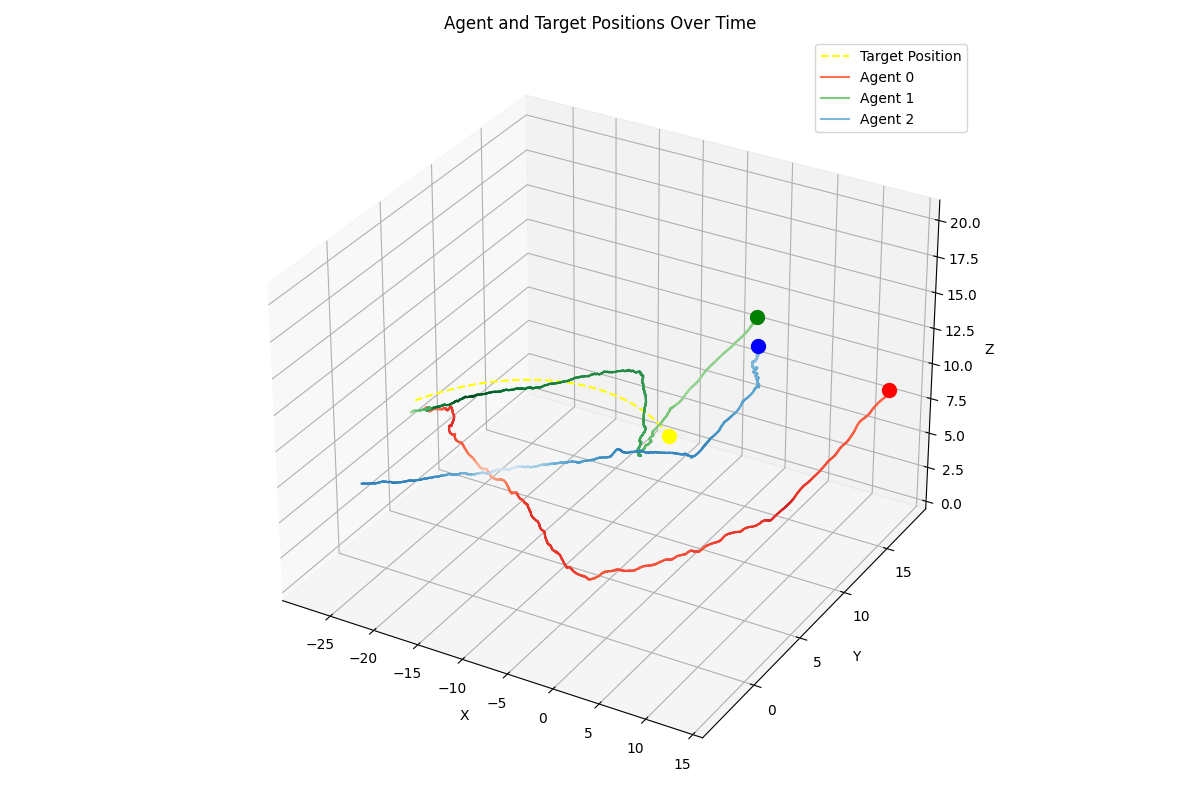 Agent and Target Positions Over Time
Target Position
Agent 0
Agent 1
Agent 2
20.0
17.5
15.0
12.5
10.0
7.5
5.0
2.5
0.0
Z
15
10
5
0
Y
−25
−20
−15
−10
−5
0
5
10
15
X